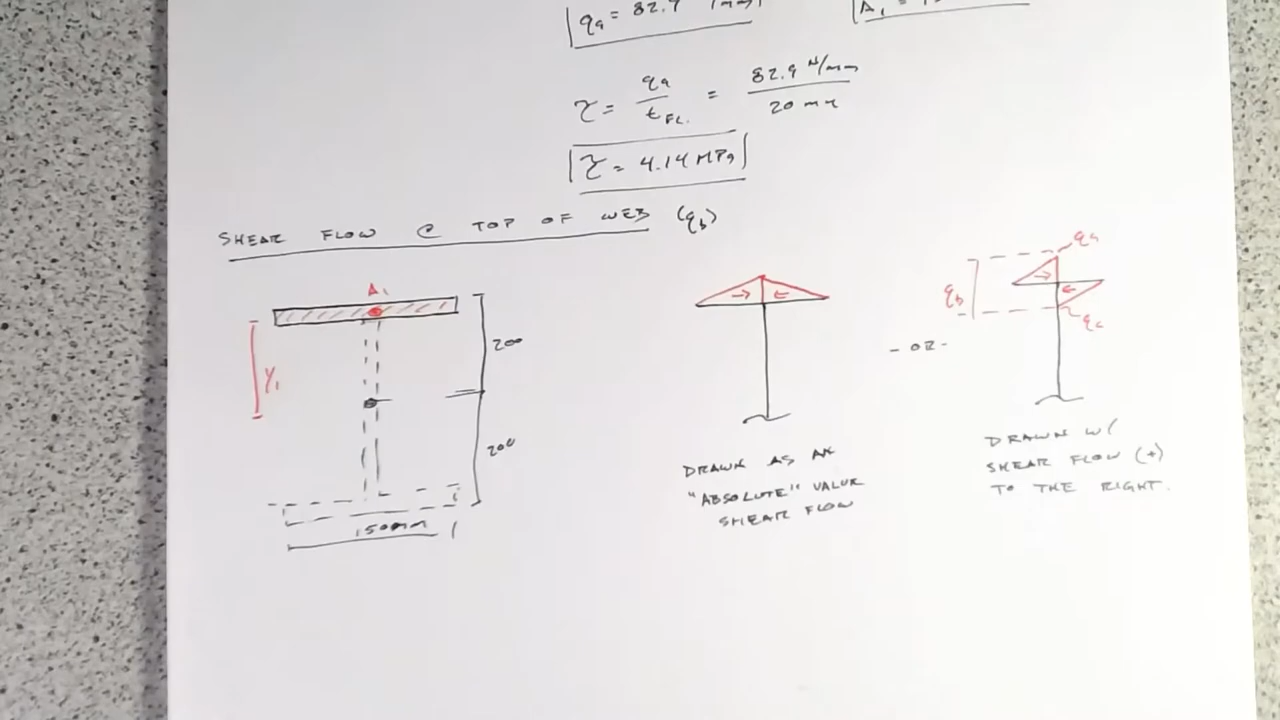 qa = 82.9
A1 =
τ = qa / tFL. = 82.9 N/mm / 20 mm
τ = 4.14 MPa
SHEAR FLOW @ TOP OF WEB (qb)
A1
Y1
200
200
150mm
DRAWN AS AN
"ABSOLUTE" VALUE
SHEAR FLOW
- OR -
qa
qb
qc
DRAWN W/
SHEAR FLOW (+)
TO THE RIGHT.